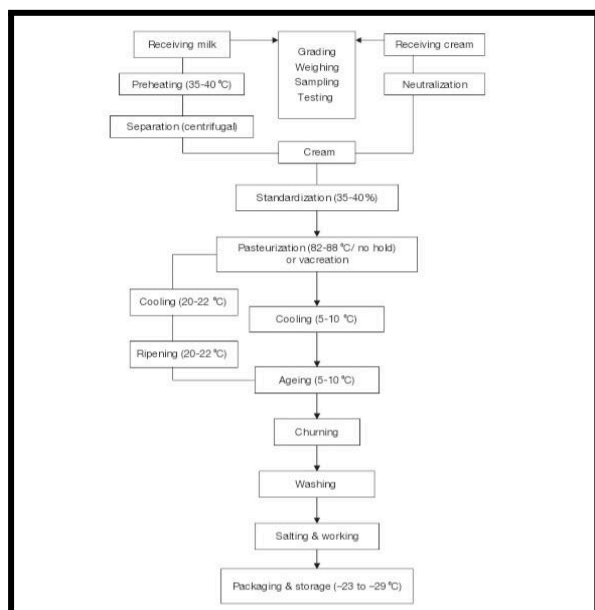 Receiving milk
Grading
Weighing
Sampling
Testing
Receiving cream
Preheating (35-40 °C)
Neutralization
Separation (centrifugal)
Cream
Standardization (35-40%)
Pasteurization (82-88 °C/ no hold)
or vacreation
Cooling (20-22 °C)
Cooling (5-10 °C)
Ripening (20-22 °C)
Ageing (5-10 °C)
Churning
Washing
Salting & working
Packaging & storage (–23 to –29 °C)